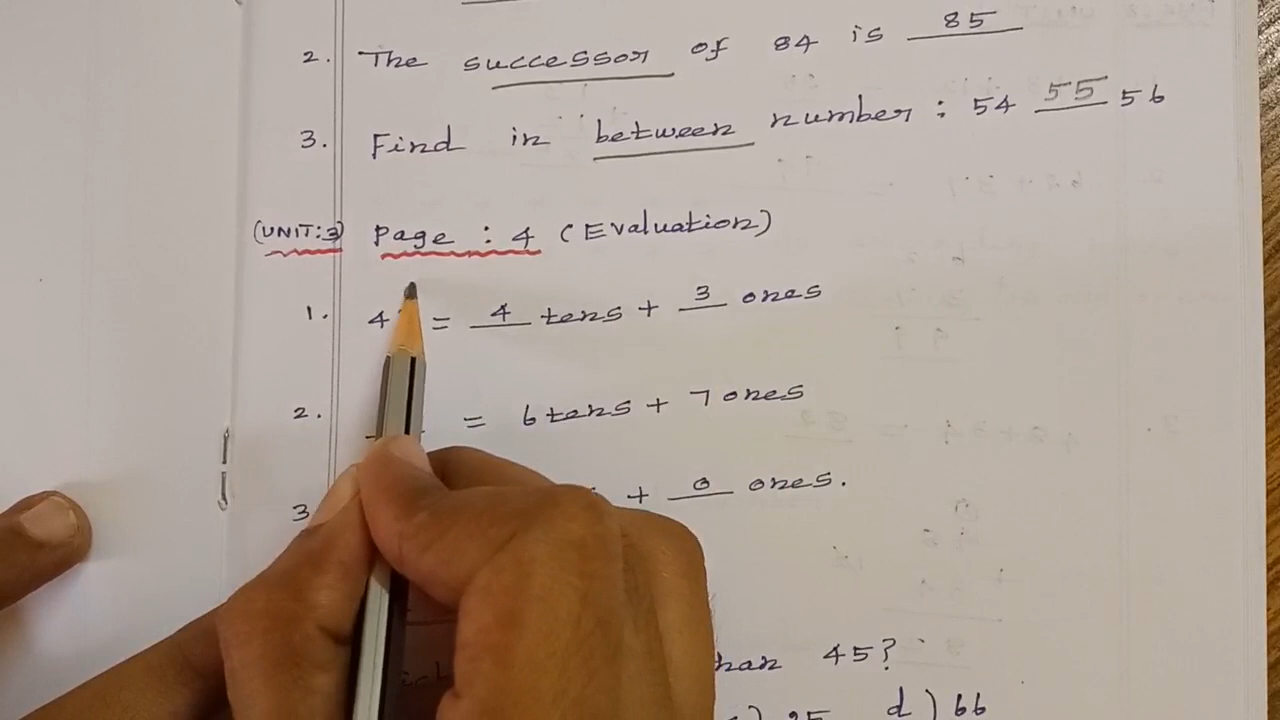 2. The successor of 84 is 85
3. Find in between number : 54 55 56
(UNIT:3) Page : 4 (Evaluation)
1. 4 = 4 tens + 3 ones
2. = 6 tens + 7 ones
3 + 0 ones.
than 45?
d) 66